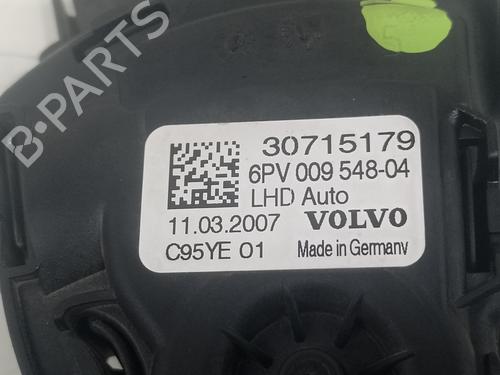 B-PARTS
30715179
6PV 009 548-04
LHD Auto
11.03.2007 VOLVO
C95YE 01 Made in Germany